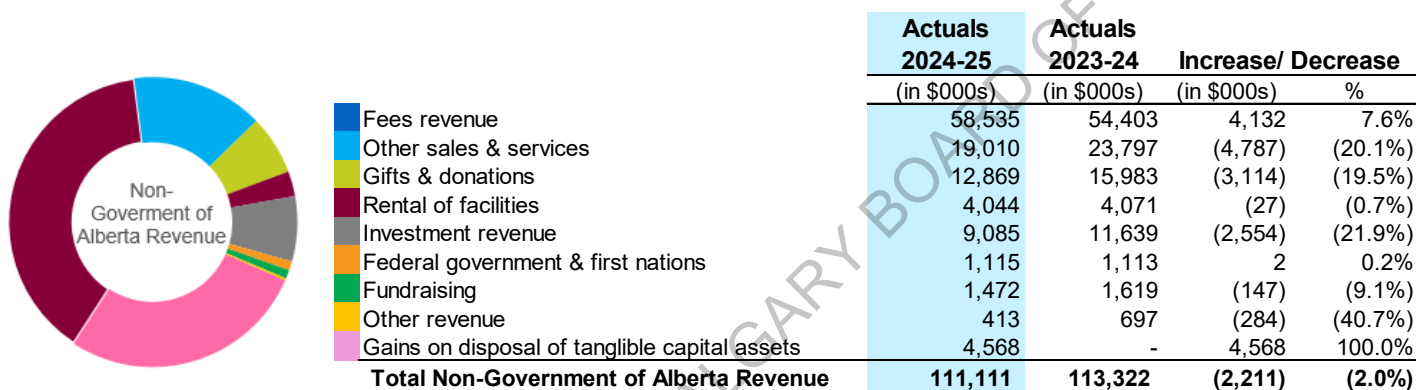 Actuals Actuals
2024-25 2023-24 Increase/ Decrease
(in $000s) (in $000s) (in $000s) %
Fees revenue 58,535 54,403 4,132 7.6%
Other sales & services 19,010 23,797 (4,787) (20.1%)
Gifts & donations 12,869 15,983 (3,114) (19.5%)
Rental of facilities 4,044 4,071 (27) (0.7%)
Investment revenue 9,085 11,639 (2,554) (21.9%)
Federal government & first nations 1,115 1,113 2 0.2%
Fundraising 1,472 1,619 (147) (9.1%)
Other revenue 413 697 (284) (40.7%)
Gains on disposal of tanglible capital assets 4,568 - 4,568 100.0%
Total Non-Government of Alberta Revenue 111,111 113,322 (2,211) (2.0%)
Non-
Goverment of
Alberta Revenue
LGARY BOARD OF